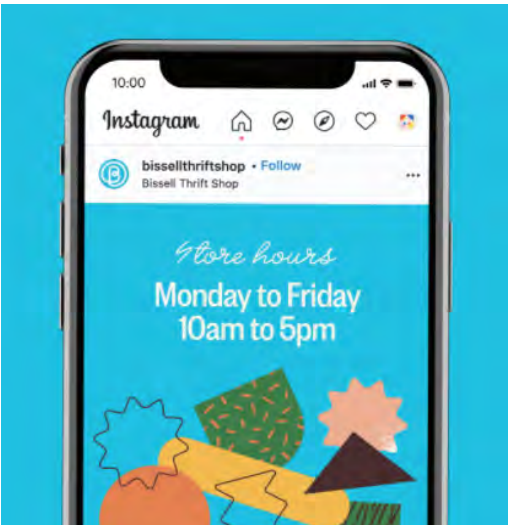 10:00
Instagram
bissellthriftshop • Follow
Bissell Thrift Shop
Store hours
Monday to Friday
10am to 5pm